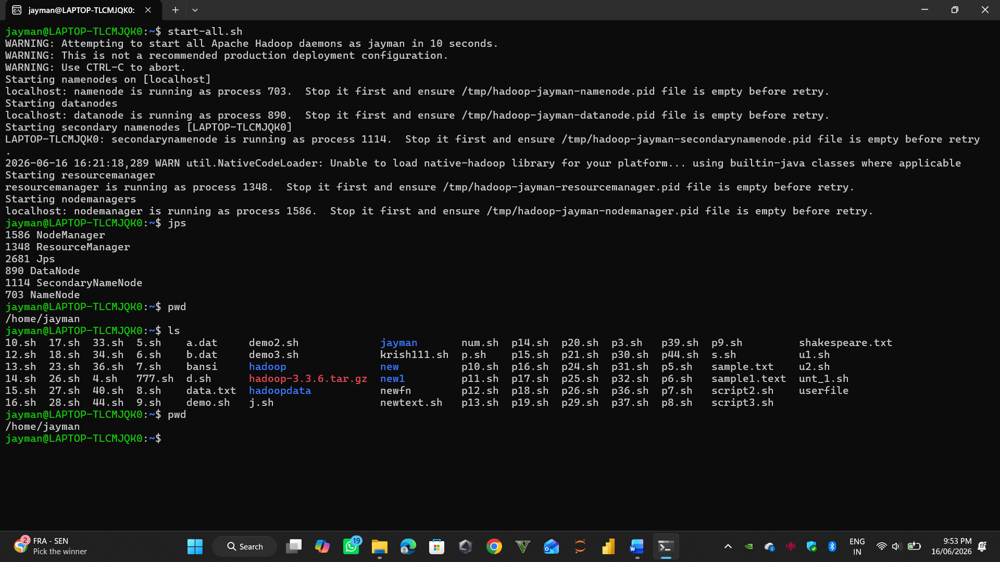 jayman@LAPTOP-TLCMJQK0:
jayman@LAPTOP-TLCMJQK0:~$ start-all.sh
WARNING: Attempting to start all Apache Hadoop daemons as jayman in 10 seconds.
WARNING: This is not a recommended production deployment configuration.
WARNING: Use CTRL-C to abort.
Starting namenodes on [localhost]
localhost: namenode is running as process 703.  Stop it first and ensure /tmp/hadoop-jayman-namenode.pid file is empty before retry.
Starting datanodes
localhost: datanode is running as process 890.  Stop it first and ensure /tmp/hadoop-jayman-datanode.pid file is empty before retry.
Starting secondary namenodes [LAPTOP-TLCMJQK0]
LAPTOP-TLCMJQK0: secondarynamenode is running as process 1114.  Stop it first and ensure /tmp/hadoop-jayman-secondarynamenode.pid file is empty before retry
.
2026-06-16 16:21:18,289 WARN util.NativeCodeLoader: Unable to load native-hadoop library for your platform... using builtin-java classes where applicable
Starting resourcemanager
resourcemanager is running as process 1348.  Stop it first and ensure /tmp/hadoop-jayman-resourcemanager.pid file is empty before retry.
Starting nodemanagers
localhost: nodemanager is running as process 1586.  Stop it first and ensure /tmp/hadoop-jayman-nodemanager.pid file is empty before retry.
jayman@LAPTOP-TLCMJQK0:~$ jps
1586 NodeManager
1348 ResourceManager
2681 Jps
890 DataNode
1114 SecondaryNameNode
703 NameNode
jayman@LAPTOP-TLCMJQK0:~$ pwd
/home/jayman
jayman@LAPTOP-TLCMJQK0:~$ ls
10.sh  17.sh  33.sh  5.sh    a.dat     demo2.sh             jayman       num.sh  p14.sh  p20.sh  p3.sh   p39.sh  p9.sh         shakespeare.txt
12.sh  18.sh  34.sh  6.sh    b.dat     demo3.sh             krish111.sh  p.sh    p15.sh  p21.sh  p30.sh  p44.sh  s.sh          u1.sh
13.sh  23.sh  36.sh  7.sh    bansi     hadoop               new          p10.sh  p16.sh  p24.sh  p31.sh  p5.sh   sample.txt    u2.sh
14.sh  26.sh  4.sh   777.sh  d.sh      hadoop-3.3.6.tar.gz  new1         p11.sh  p17.sh  p25.sh  p32.sh  p6.sh   sample1.text  unt_1.sh
15.sh  27.sh  40.sh  8.sh    data.txt  hadoopdata           newfn        p12.sh  p18.sh  p26.sh  p36.sh  p7.sh   script2.sh    userfile
16.sh  28.sh  44.sh  9.sh    demo.sh   j.sh                 newtext.sh   p13.sh  p19.sh  p29.sh  p37.sh  p8.sh   script3.sh
jayman@LAPTOP-TLCMJQK0:~$ pwd
/home/jayman
jayman@LAPTOP-TLCMJQK0:~$
2
FRA - SEN
Pick the winner
Search
19
ENG
IN
9:53 PM
16/06/2026